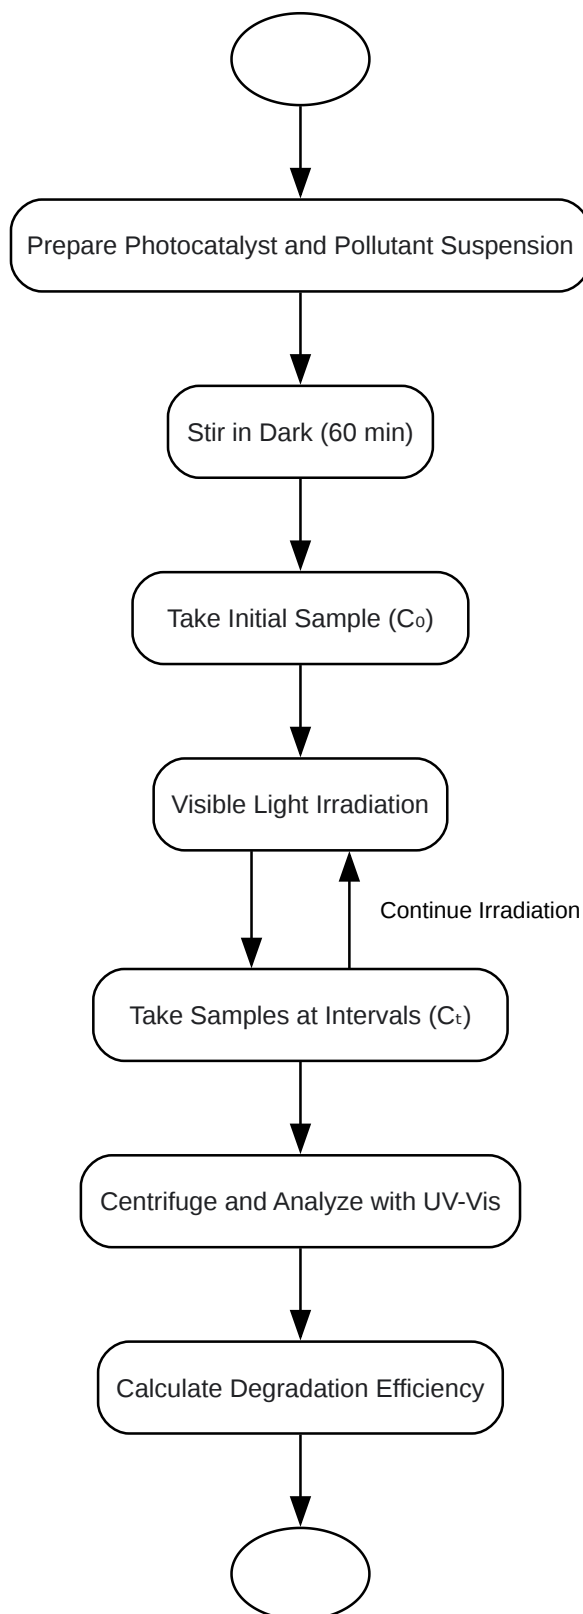 Prepare Photocatalyst and Pollutant Suspension
Stir in Dark (60 min)
Take Initial Sample (C₀)
Visible Light Irradiation
Continue Irradiation
Take Samples at Intervals (Cₜ)
Centrifuge and Analyze with UV-Vis
Calculate Degradation Efficiency